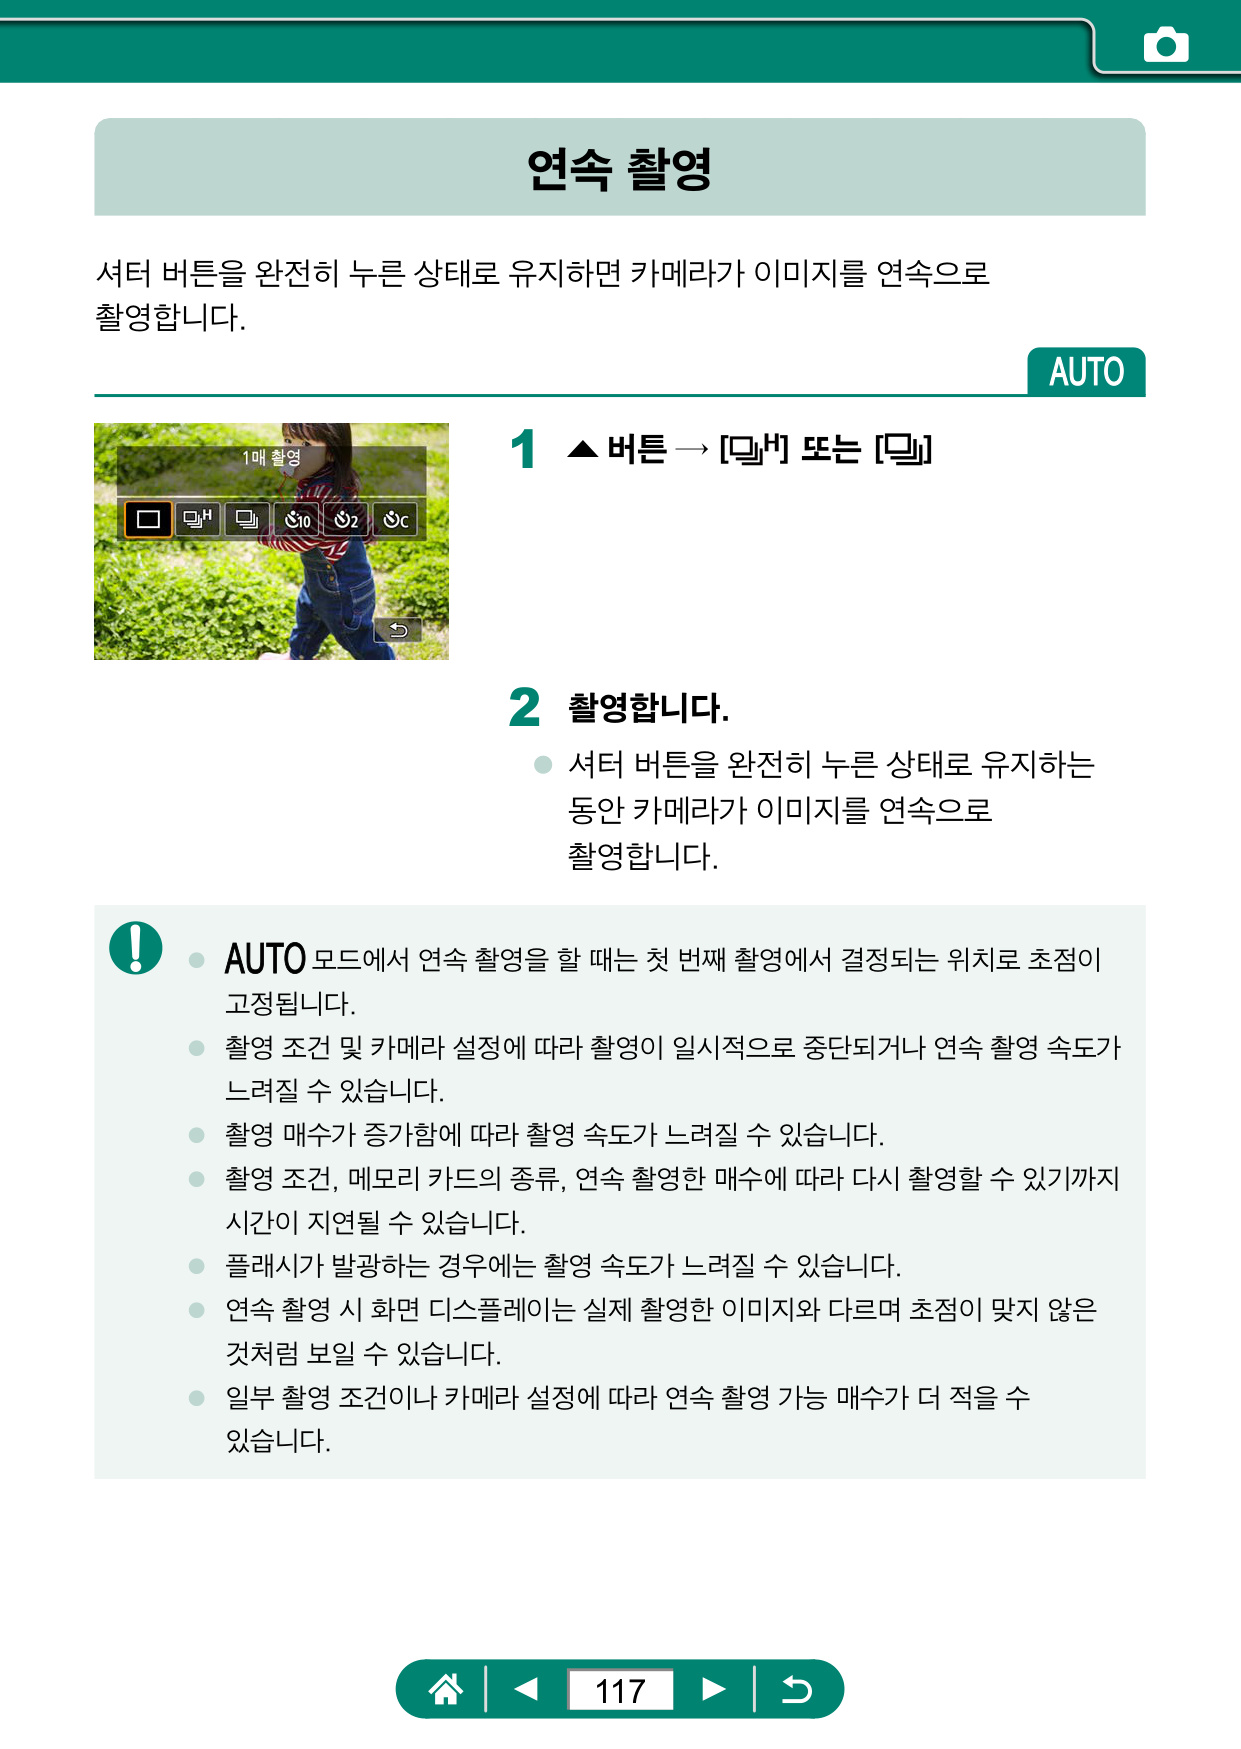 연속 촬영
셔터 버튼을 완전히 누른 상태로 유지하면 카메라가 이미지를 연속으로
촬영합니다.
AUTO
1매 촬영
H
10
2
C
1 ▲ 버튼 → [H] 또는 []
2 촬영합니다.
● 셔터 버튼을 완전히 누른 상태로 유지하는
동안 카메라가 이미지를 연속으로
촬영합니다.
● AUTO 모드에서 연속 촬영을 할 때는 첫 번째 촬영에서 결정되는 위치로 초점이
고정됩니다.
● 촬영 조건 및 카메라 설정에 따라 촬영이 일시적으로 중단되거나 연속 촬영 속도가
느려질 수 있습니다.
● 촬영 매수가 증가함에 따라 촬영 속도가 느려질 수 있습니다.
● 촬영 조건, 메모리 카드의 종류, 연속 촬영한 매수에 따라 다시 촬영할 수 있기까지
시간이 지연될 수 있습니다.
● 플래시가 발광하는 경우에는 촬영 속도가 느려질 수 있습니다.
● 연속 촬영 시 화면 디스플레이는 실제 촬영한 이미지와 다르며 초점이 맞지 않은
것처럼 보일 수 있습니다.
● 일부 촬영 조건이나 카메라 설정에 따라 연속 촬영 가능 매수가 더 적을 수
있습니다.
117